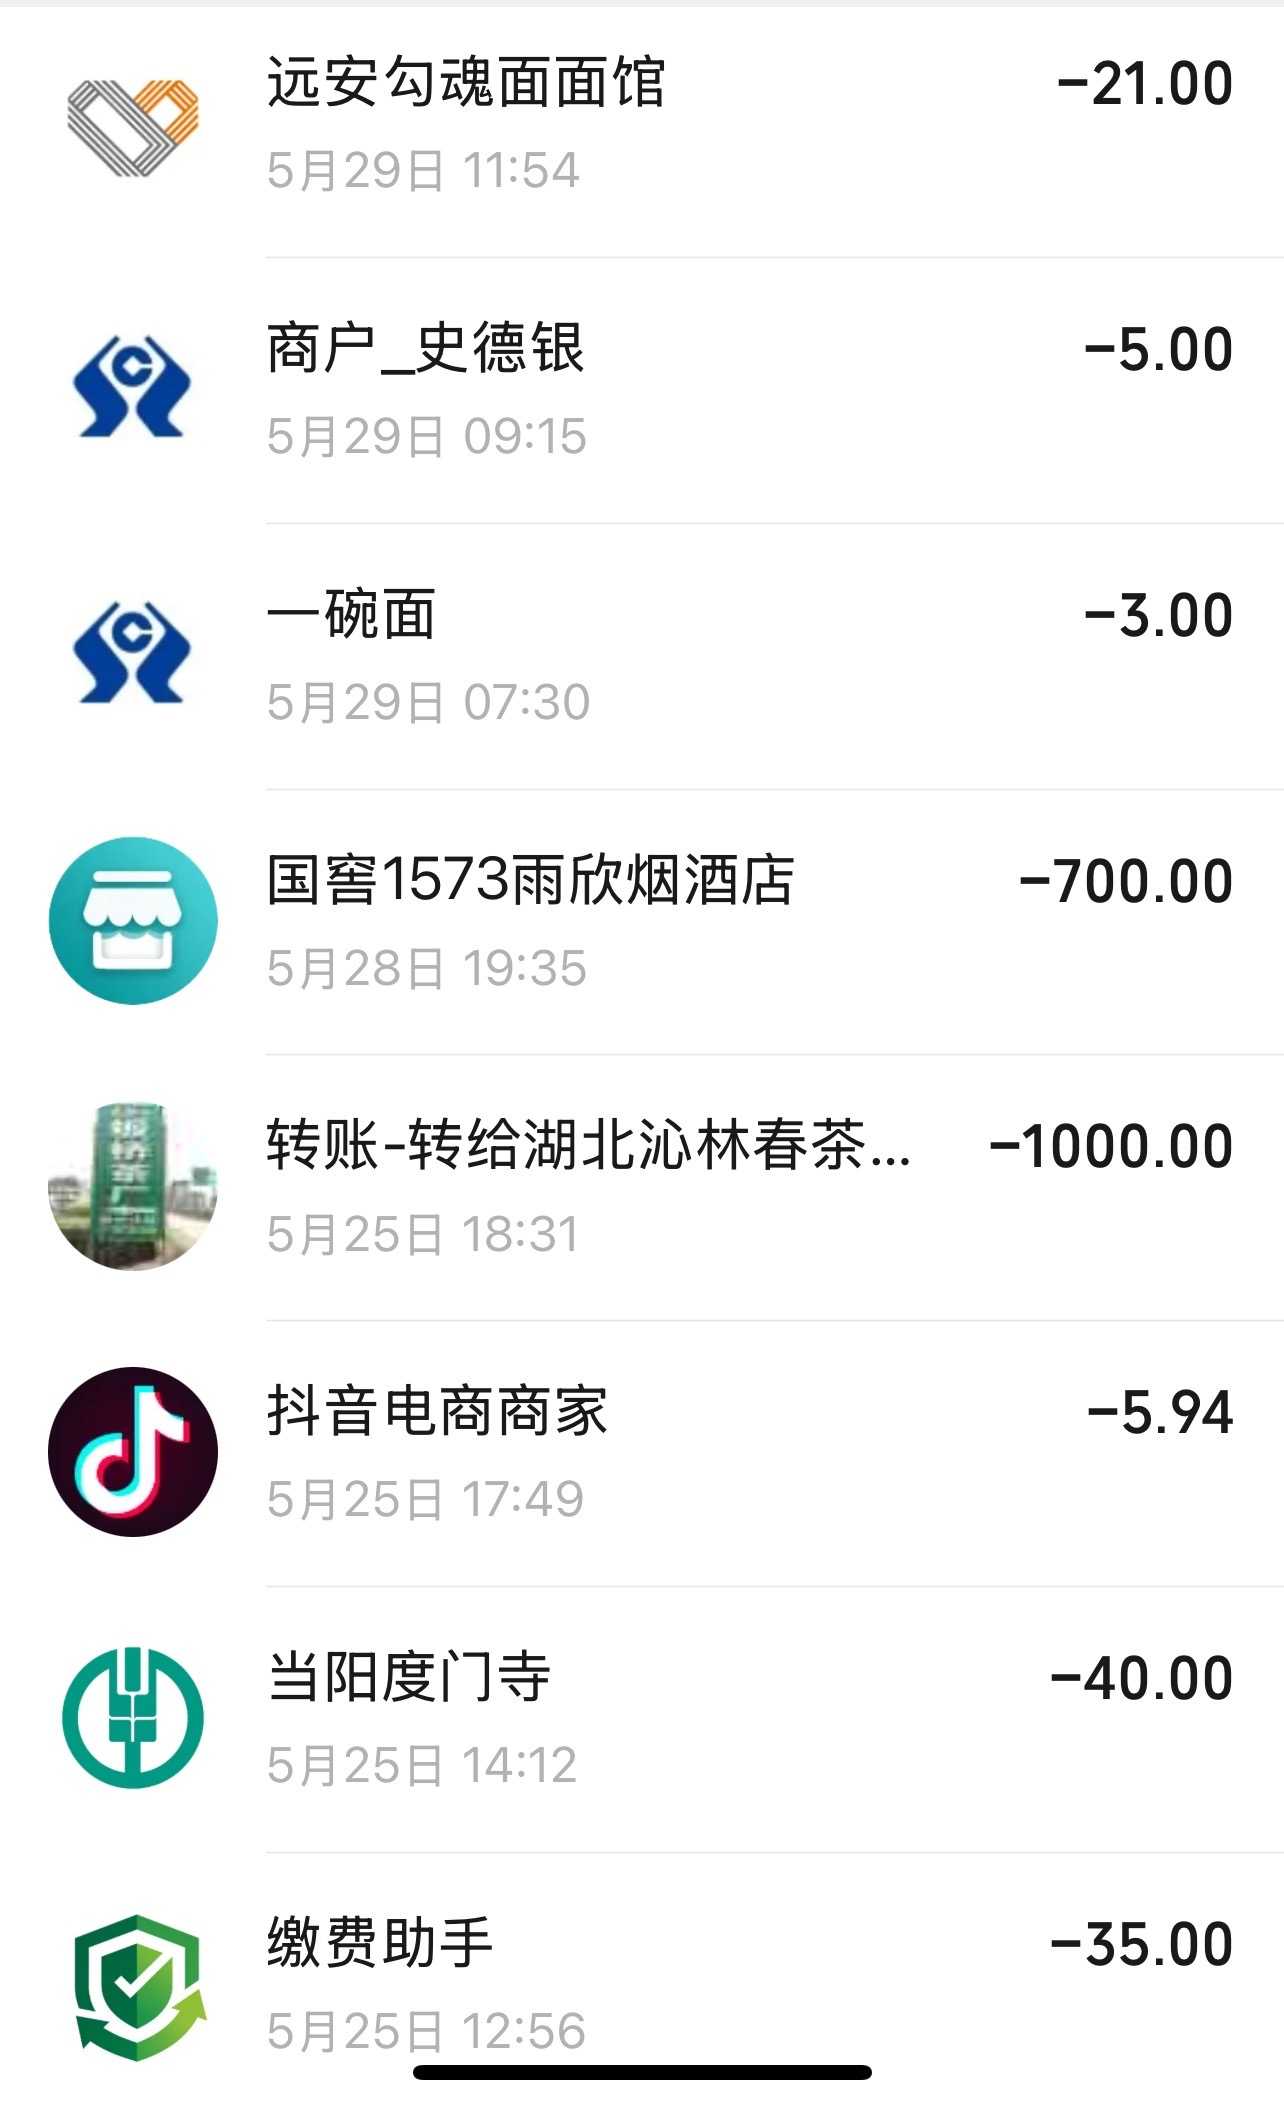 远安勾魂面面馆
-21.00
5月29日 11:54
商户_史德银
-5.00
5月29日 09:15
一碗面
-3.00
5月29日 07:30
国窖1573雨欣烟酒店
-700.00
5月28日 19:35
转账-转给湖北沁林春茶...
-1000.00
5月25日 18:31
抖音电商商家
-5.94
5月25日 17:49
当阳度门寺
-40.00
5月25日 14:12
缴费助手
-35.00
5月25日 12:56